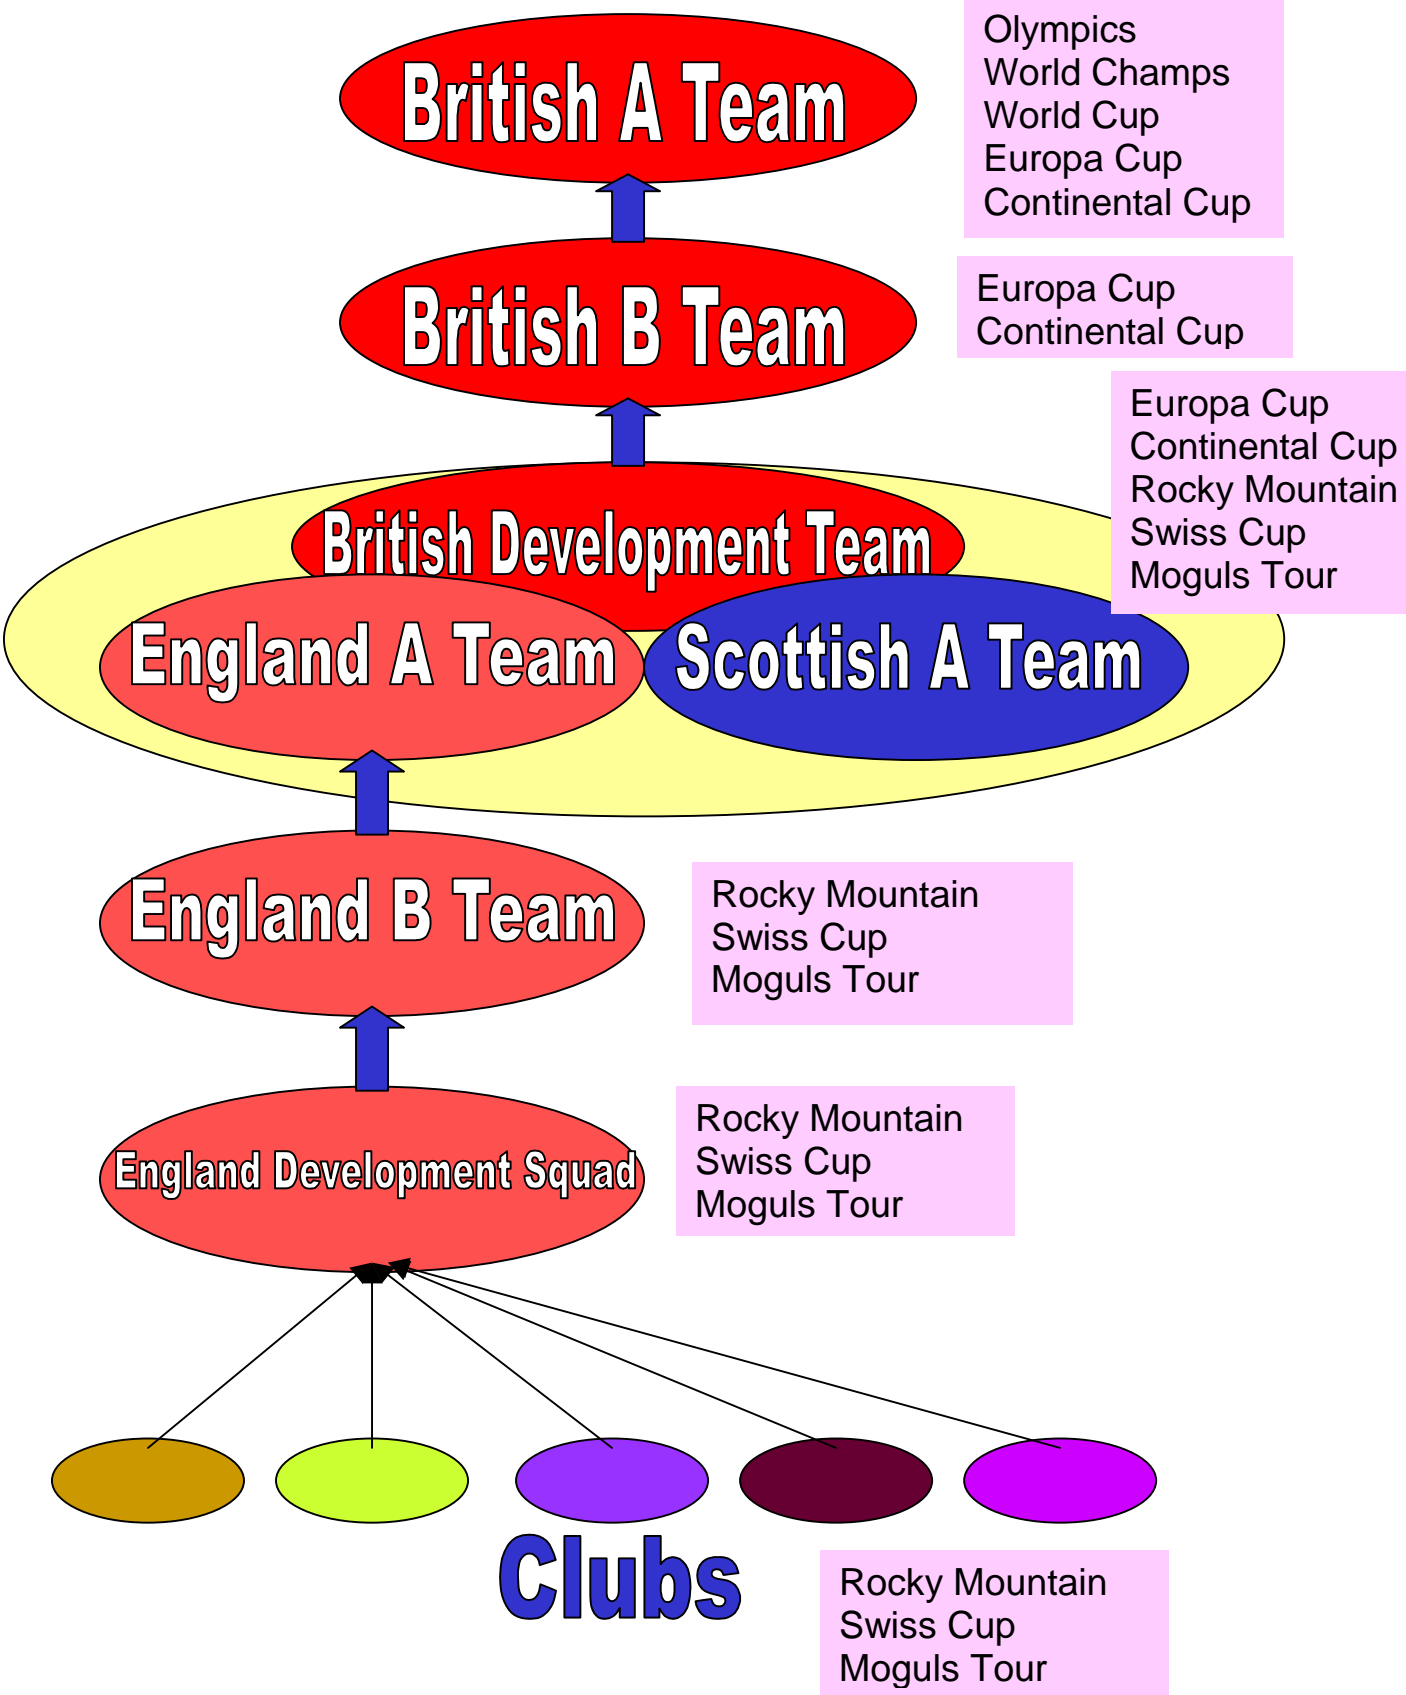 British A Team
Olympics
World Champs
World Cup
Europa Cup
Continental Cup
British B Team
Europa Cup
Continental Cup
British Development Team
Europa Cup
Continental Cup
Rocky Mountain
Swiss Cup
Moguls Tour
England A Team
Scottish A Team
England B Team
Rocky Mountain
Swiss Cup
Moguls Tour
England Development Squad
Rocky Mountain
Swiss Cup
Moguls Tour
Clubs
Rocky Mountain
Swiss Cup
Moguls Tour